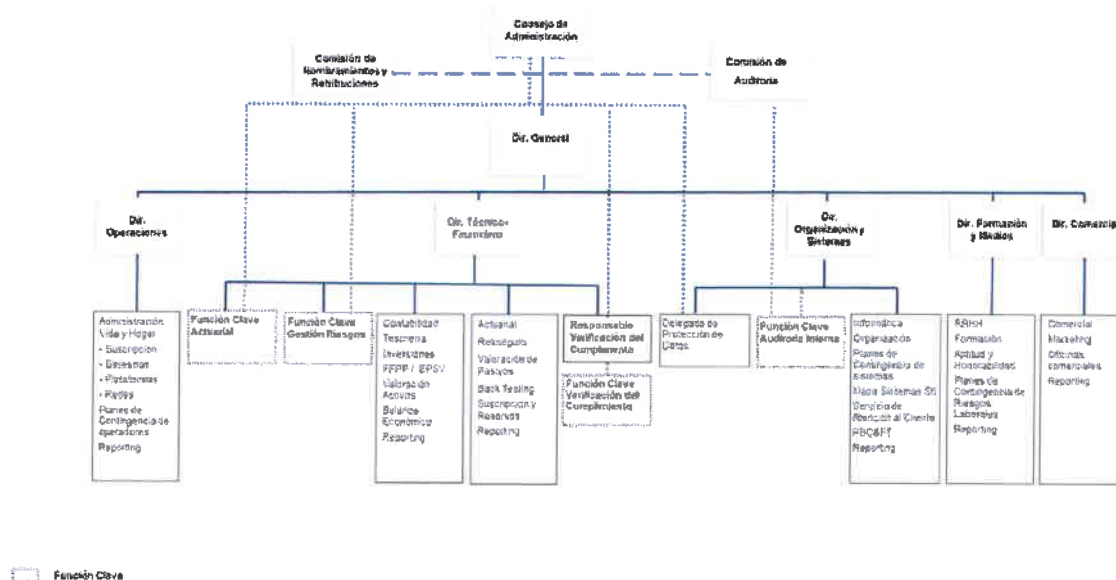 Consejo de
Administración
Comisión de
Nombramientos y
Retribuciones
Comisión de
Auditoría
Dir. General
Dir.
Operaciones
Dir. Técnico-
Financiero
Dir.
Organización y
Sistemas
Dir. Formación
y Medios
Dir. Comercial
Administración
Vida y Hogar
• Suscripción
• Plataformas
• Redes
Planes de
Contingencia de
operadores
Reporting
Función Clave
Actuarial
Función Clave
Gestión Riesgos
Contabilidad
Tesorería
Inversiones
FFPP / EPSV
Valoración
Activos
Balance
Económico
Reporting
Actuarial
Reaseguro
Valoración de
Pasivos
Back Testing
Suscripción y
Reservas
Reporting
Responsable
Verificación del
Cumplimiento
Función Clave
Verificación del
Cumplimiento
Delegado de
Protección de
Datos
Función Clave
Auditoría Interna
Informática
Organización
Planes de
Contingencia de
sistemas
Mapa Sistemas SII
Servicio de
Atención al Cliente
PBC&FT
Reporting
RRHH
Formación
Aptitud y
Honorabilidad
Planes de
Contingencia de
Riesgos
Laborales
Reporting
Comercial
Marketing
Oficinas
comerciales
Reporting
Función Clave